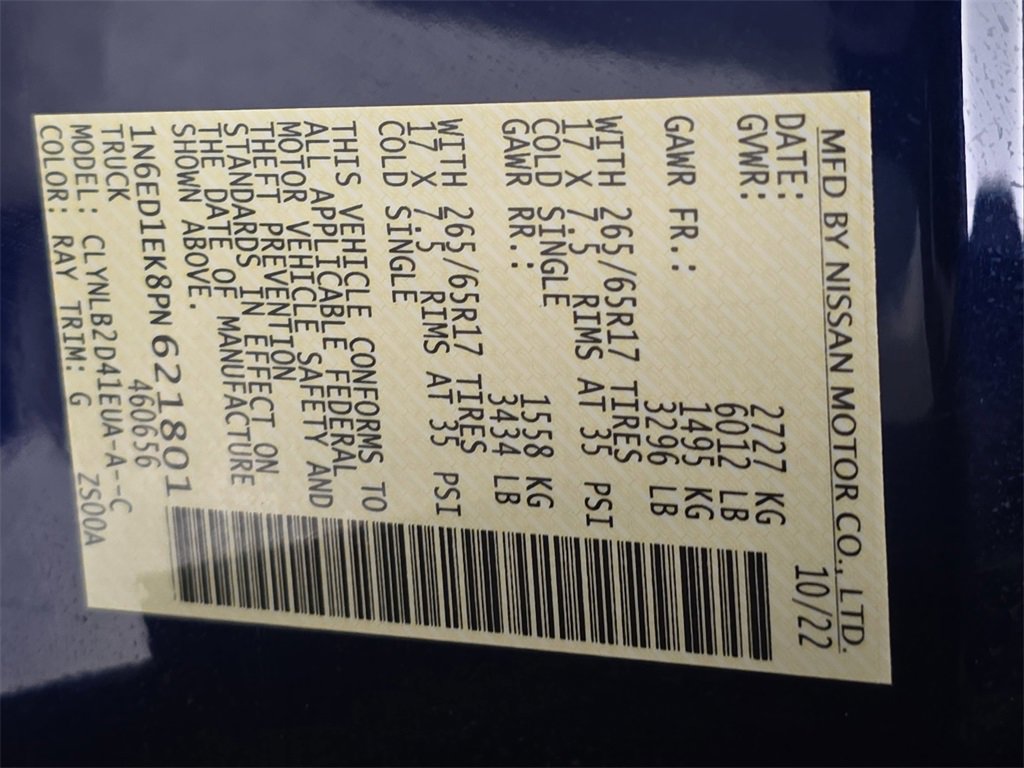 MFD BY NISSAN MOTOR CO., LTD.
DATE: 10/22
GVWR: 2727 KG
6012 LB
GAWR FR.: 1495 KG
3296 LB
WITH 265/65R17 TIRES
17 X 7.5 RIMS AT 35 PSI
COLD SINGLE
GAWR RR.: 1558 KG
3434 LB
WITH 265/65R17 TIRES
17 X 7.5 RIMS AT 35 PSI
COLD SINGLE
THIS VEHICLE CONFORMS TO
ALL APPLICABLE FEDERAL
MOTOR VEHICLE SAFETY AND
THEFT PREVENTION
STANDARDS IN EFFECT ON
THE DATE OF MANUFACTURE
SHOWN ABOVE.
1N6ED1EK8PN621801
TRUCK 460656
MODEL: CLYNLB2D41EUA-A--C
COLOR: RAY TRIM: G ZS00A